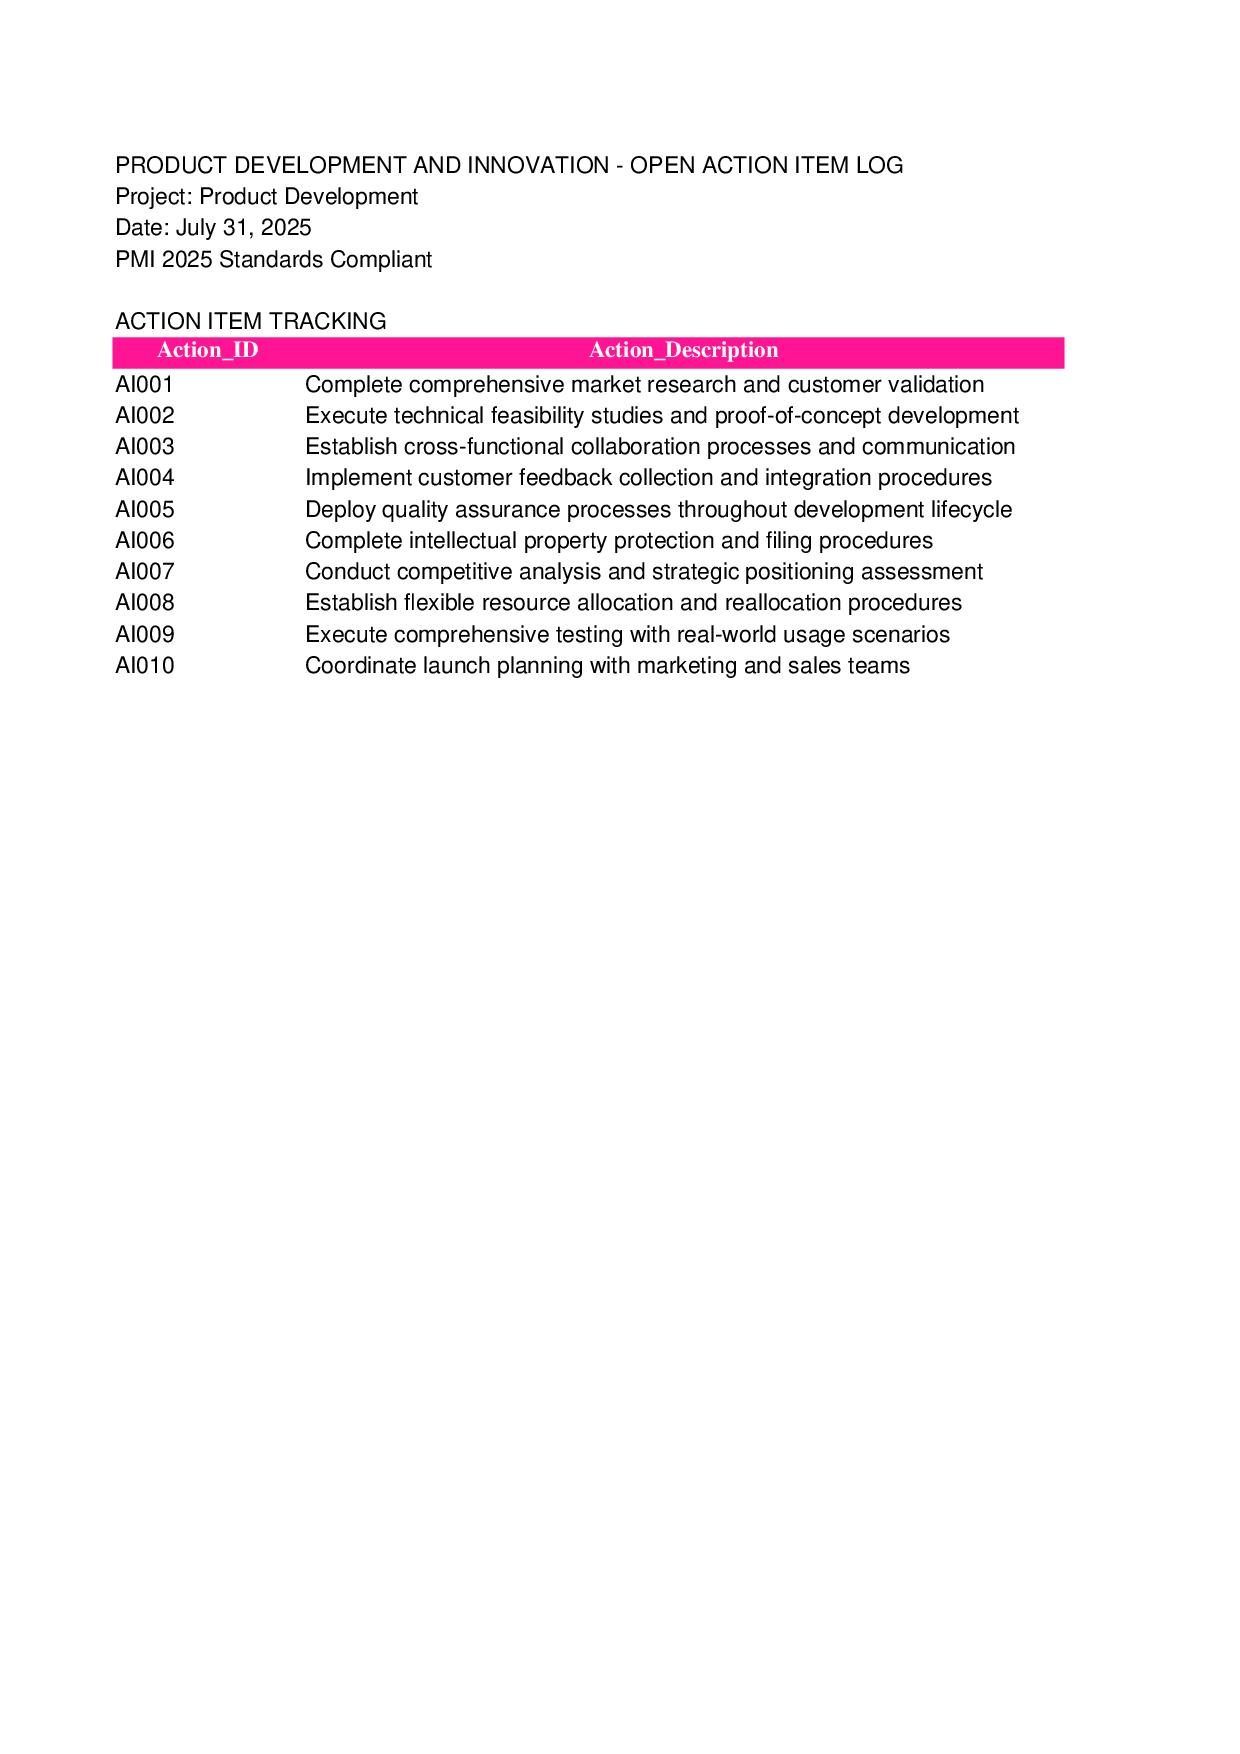 PRODUCT DEVELOPMENT AND INNOVATION - OPEN ACTION ITEM LOG
Project: Product Development
Date: July 31, 2025
PMI 2025 Standards Compliant
ACTION ITEM TRACKING
Action_ID Action_Description
AI001 Complete comprehensive market research and customer validation
AI002 Execute technical feasibility studies and proof-of-concept development
AI003 Establish cross-functional collaboration processes and communication
AI004 Implement customer feedback collection and integration procedures
AI005 Deploy quality assurance processes throughout development lifecycle
AI006 Complete intellectual property protection and filing procedures
AI007 Conduct competitive analysis and strategic positioning assessment
AI008 Establish flexible resource allocation and reallocation procedures
AI009 Execute comprehensive testing with real-world usage scenarios
AI010 Coordinate launch planning with marketing and sales teams